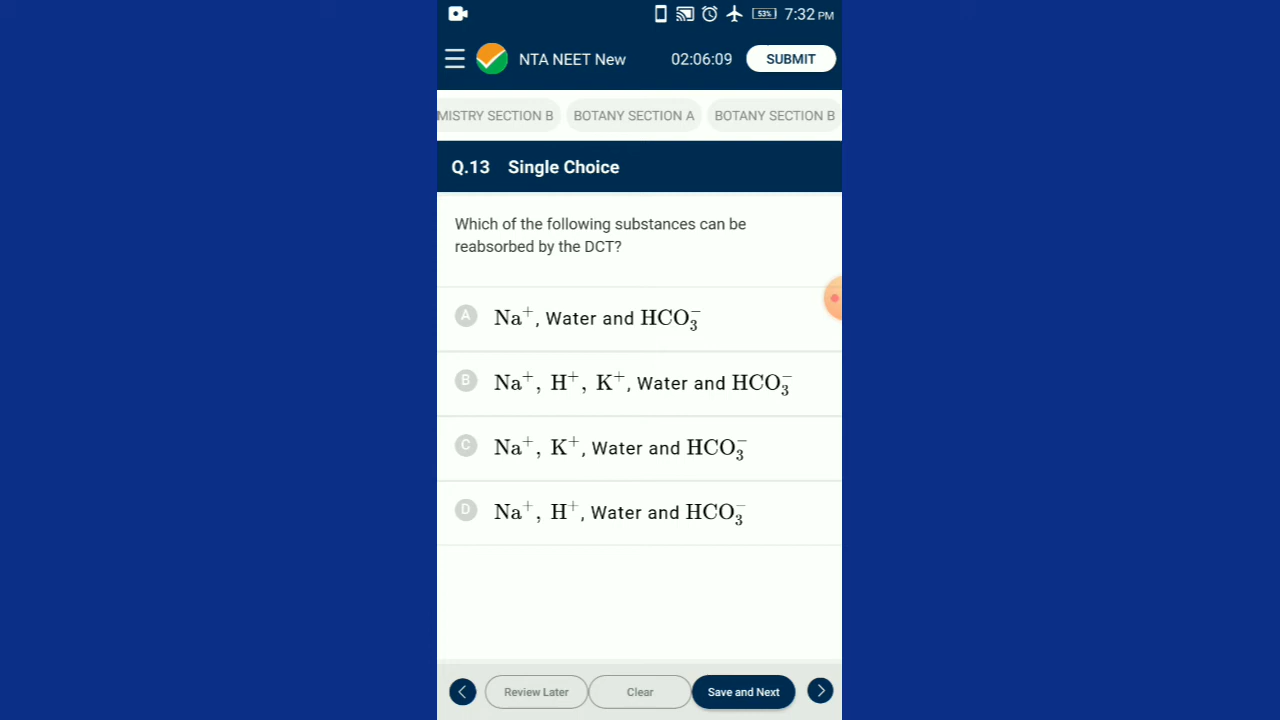 53% 7:32 PM
NTA NEET New 02:06:09 SUBMIT
MISTRY SECTION B BOTANY SECTION A BOTANY SECTION B
Q.13 Single Choice
Which of the following substances can be
reabsorbed by the DCT?
A Na⁺, Water and HCO₃⁻
B Na⁺, H⁺, K⁺, Water and HCO₃⁻
C Na⁺, K⁺, Water and HCO₃⁻
D Na⁺, H⁺, Water and HCO₃⁻
Review Later Clear Save and Next